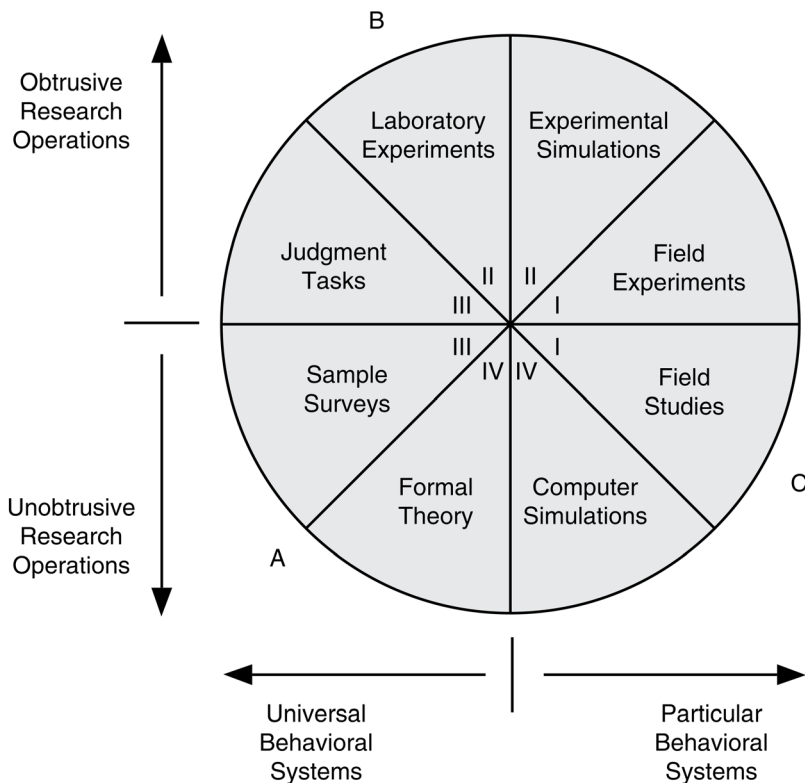 B
Obtrusive
Research
Operations
Laboratory
Experiments
Experimental
Simulations
Judgment
Tasks
Field
Experiments
II
II
III
I
III
I
IV
IV
Sample
Surveys
Field
Studies
Unobtrusive
Research
Operations
Formal
Theory
Computer
Simulations
C
A
Universal
Behavioral
Systems
Particular
Behavioral
Systems